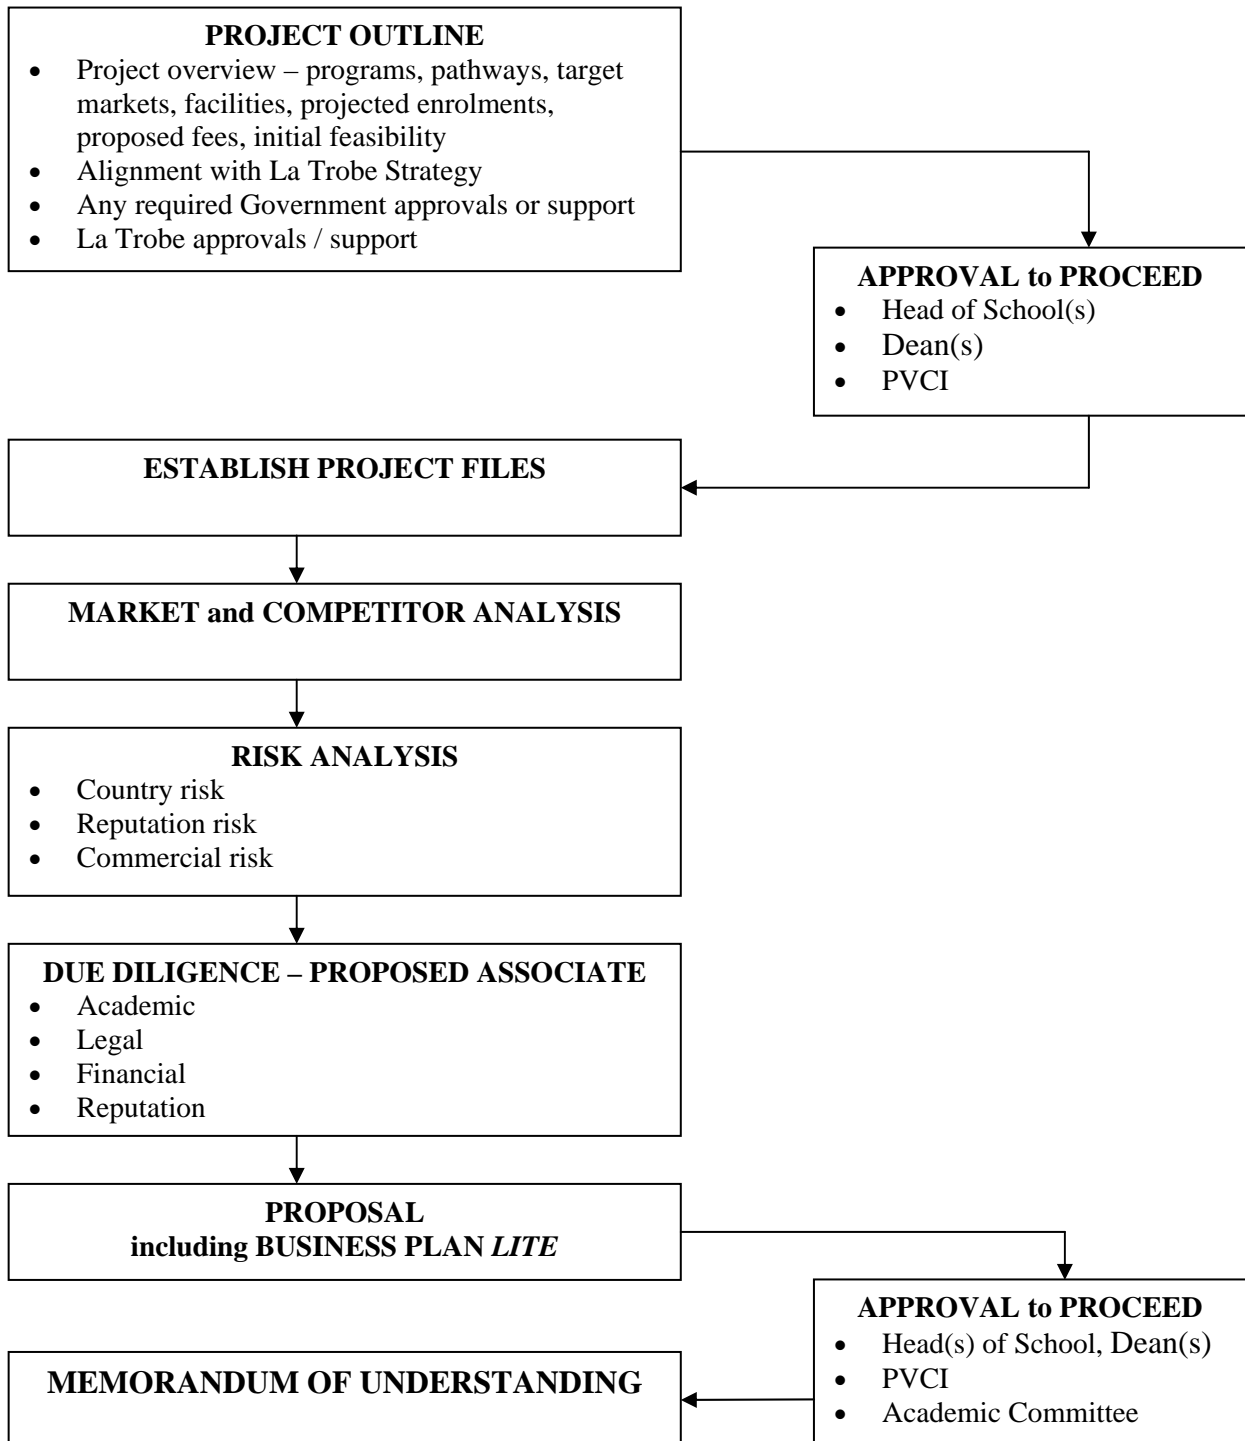 PROJECT OUTLINE
• Project overview – programs, pathways, target
markets, facilities, projected enrolments,
proposed fees, initial feasibility
• Alignment with La Trobe Strategy
• Any required Government approvals or support
• La Trobe approvals / support
APPROVAL to PROCEED
• Head of School(s)
• Dean(s)
• PVCI
ESTABLISH PROJECT FILES
MARKET and COMPETITOR ANALYSIS
RISK ANALYSIS
• Country risk
• Reputation risk
• Commercial risk
DUE DILIGENCE – PROPOSED ASSOCIATE
• Academic
• Legal
• Financial
• Reputation
PROPOSAL
including BUSINESS PLAN LITE
APPROVAL to PROCEED
• Head(s) of School, Dean(s)
• PVCI
• Academic Committee
MEMORANDUM OF UNDERSTANDING